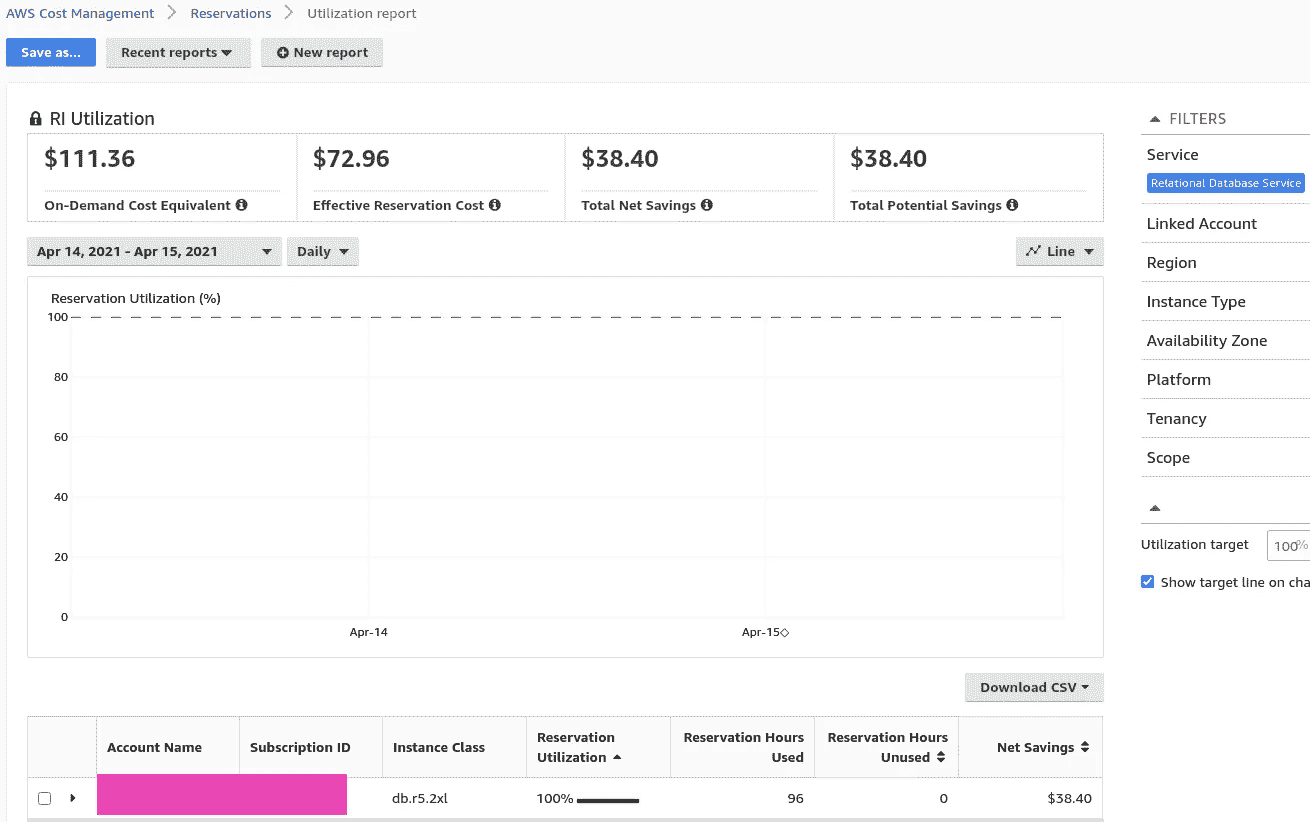 AWS Cost Management > Reservations > Utilization report
Save as... Recent reports New report
RI Utilization
$111.36 $72.96 $38.40 $38.40
On-Demand Cost Equivalent Effective Reservation Cost Total Net Savings Total Potential Savings
Apr 14, 2021 - Apr 15, 2021 Daily Line
Reservation Utilization (%)
100
80
60
40
20
0
Apr-14 Apr-15◇
Download CSV
Account Name Subscription ID Instance Class Reservation Utilization Reservation Hours Used Reservation Hours Unused Net Savings
db.r5.2xl 100% 96 0 $38.40
FILTERS
Service
Relational Database Service
Linked Account
Region
Instance Type
Availability Zone
Platform
Tenancy
Scope
Utilization target 100%
Show target line on cha